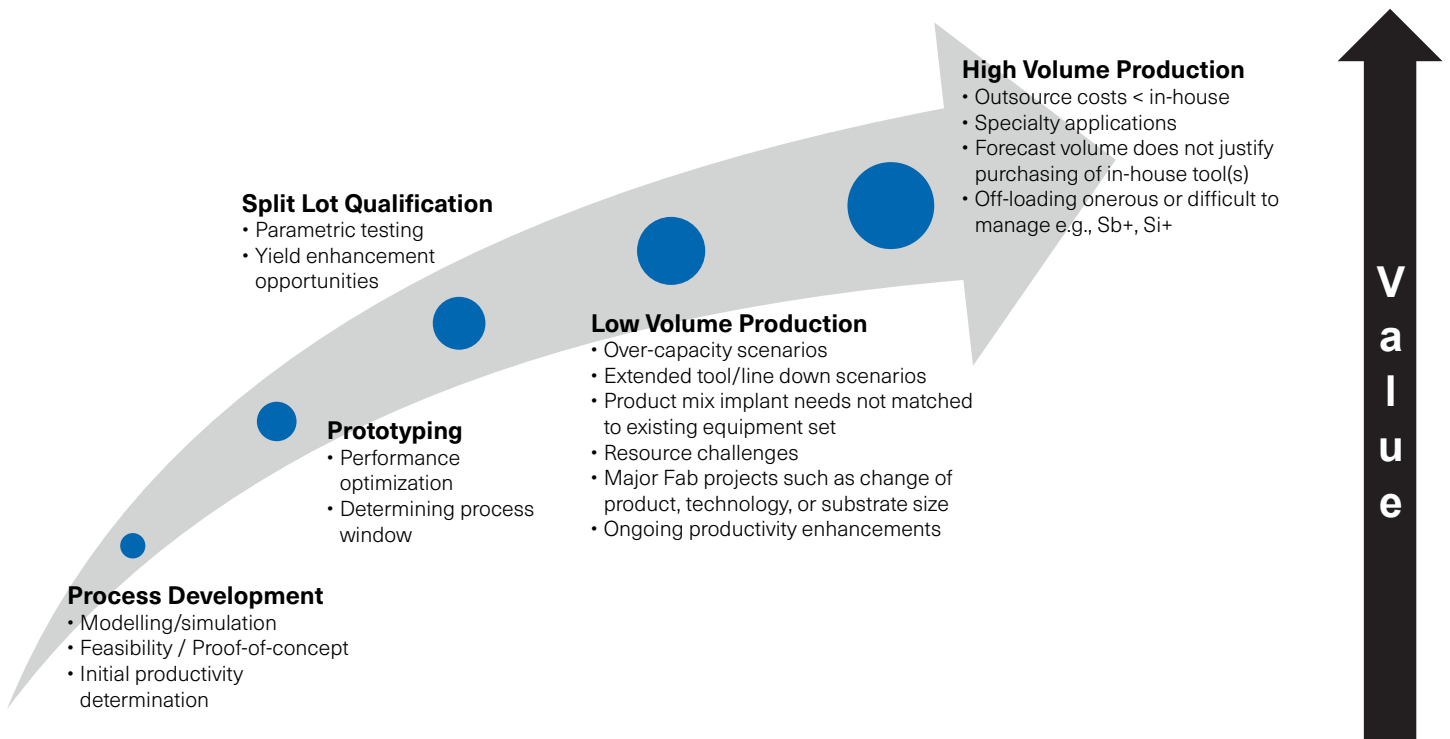 High Volume Production
• Outsource costs < in-house
• Specialty applications
• Forecast volume does not justify
purchasing of in-house tool(s)
• Off-loading onerous or difficult to
manage e.g., Sb+, Si+
Split Lot Qualification
• Parametric testing
• Yield enhancement
opportunities
Low Volume Production
• Over-capacity scenarios
• Extended tool/line down scenarios
• Product mix implant needs not matched
to existing equipment set
• Resource challenges
• Major Fab projects such as change of
product, technology, or substrate size
• Ongoing productivity enhancements
Prototyping
• Performance
optimization
• Determining process
window
Process Development
• Modelling/simulation
• Feasibility / Proof-of-concept
• Initial productivity
determination
V
a
l
u
e